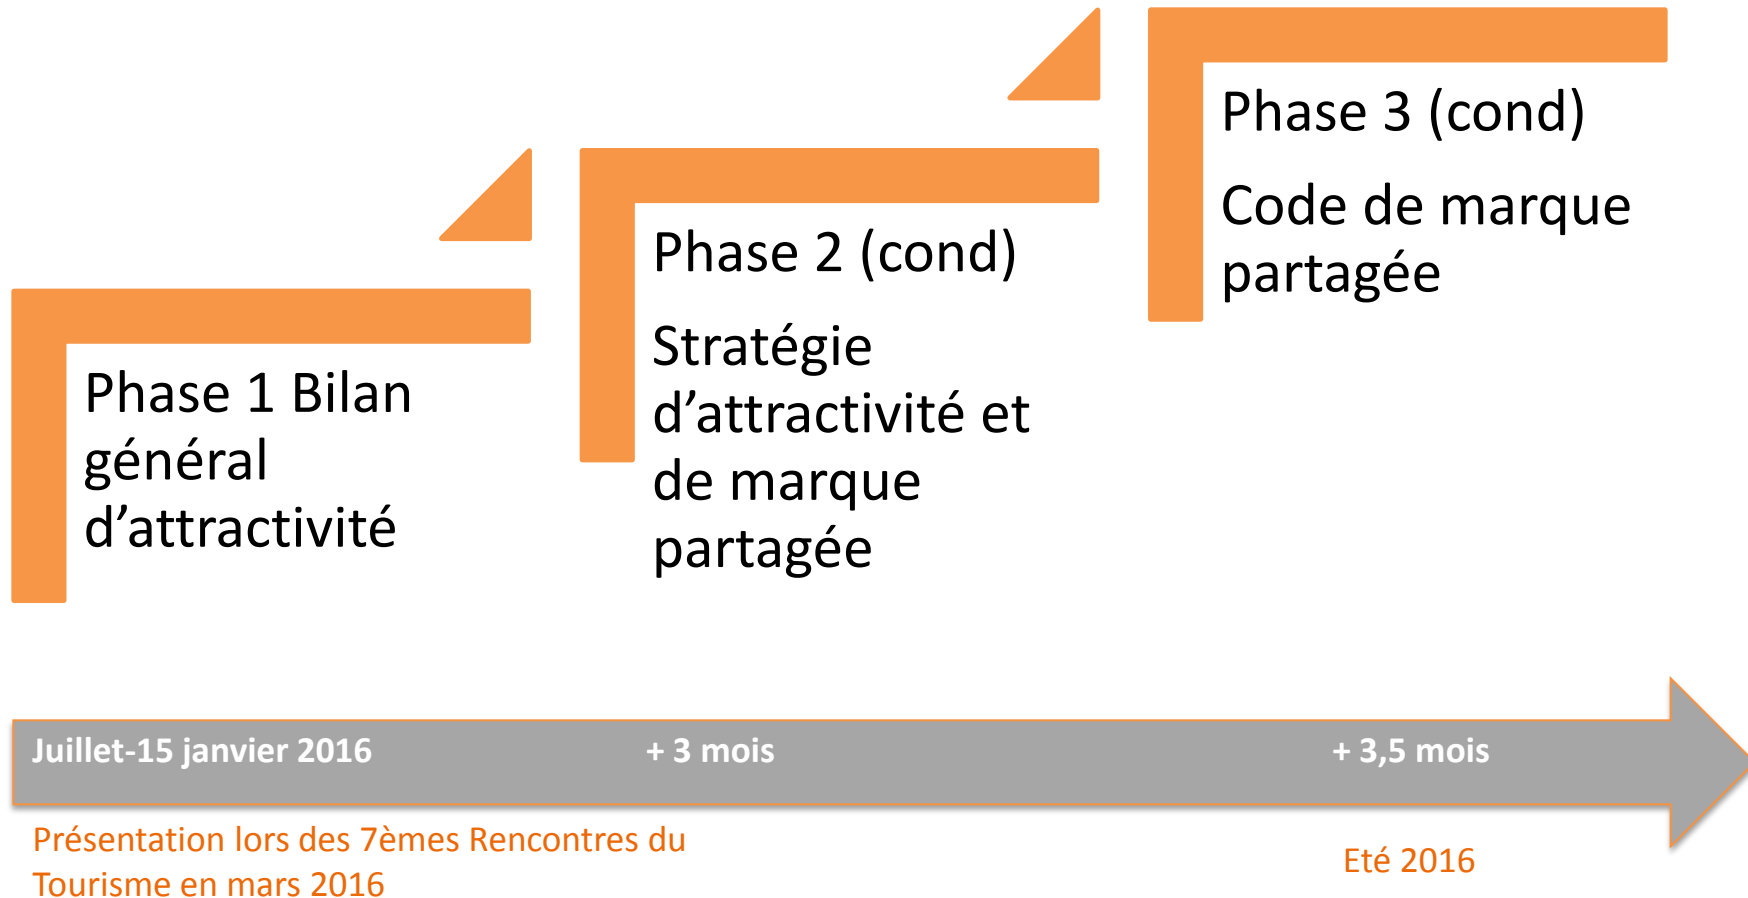 Phase 1 Bilan
général
d’attractivité
Phase 2 (cond)
Stratégie
d’attractivité et
de marque
partagée
Phase 3 (cond)
Code de marque
partagée
Juillet-15 janvier 2016
+ 3 mois
+ 3,5 mois
Présentation lors des 7èmes Rencontres du
Tourisme en mars 2016
Eté 2016